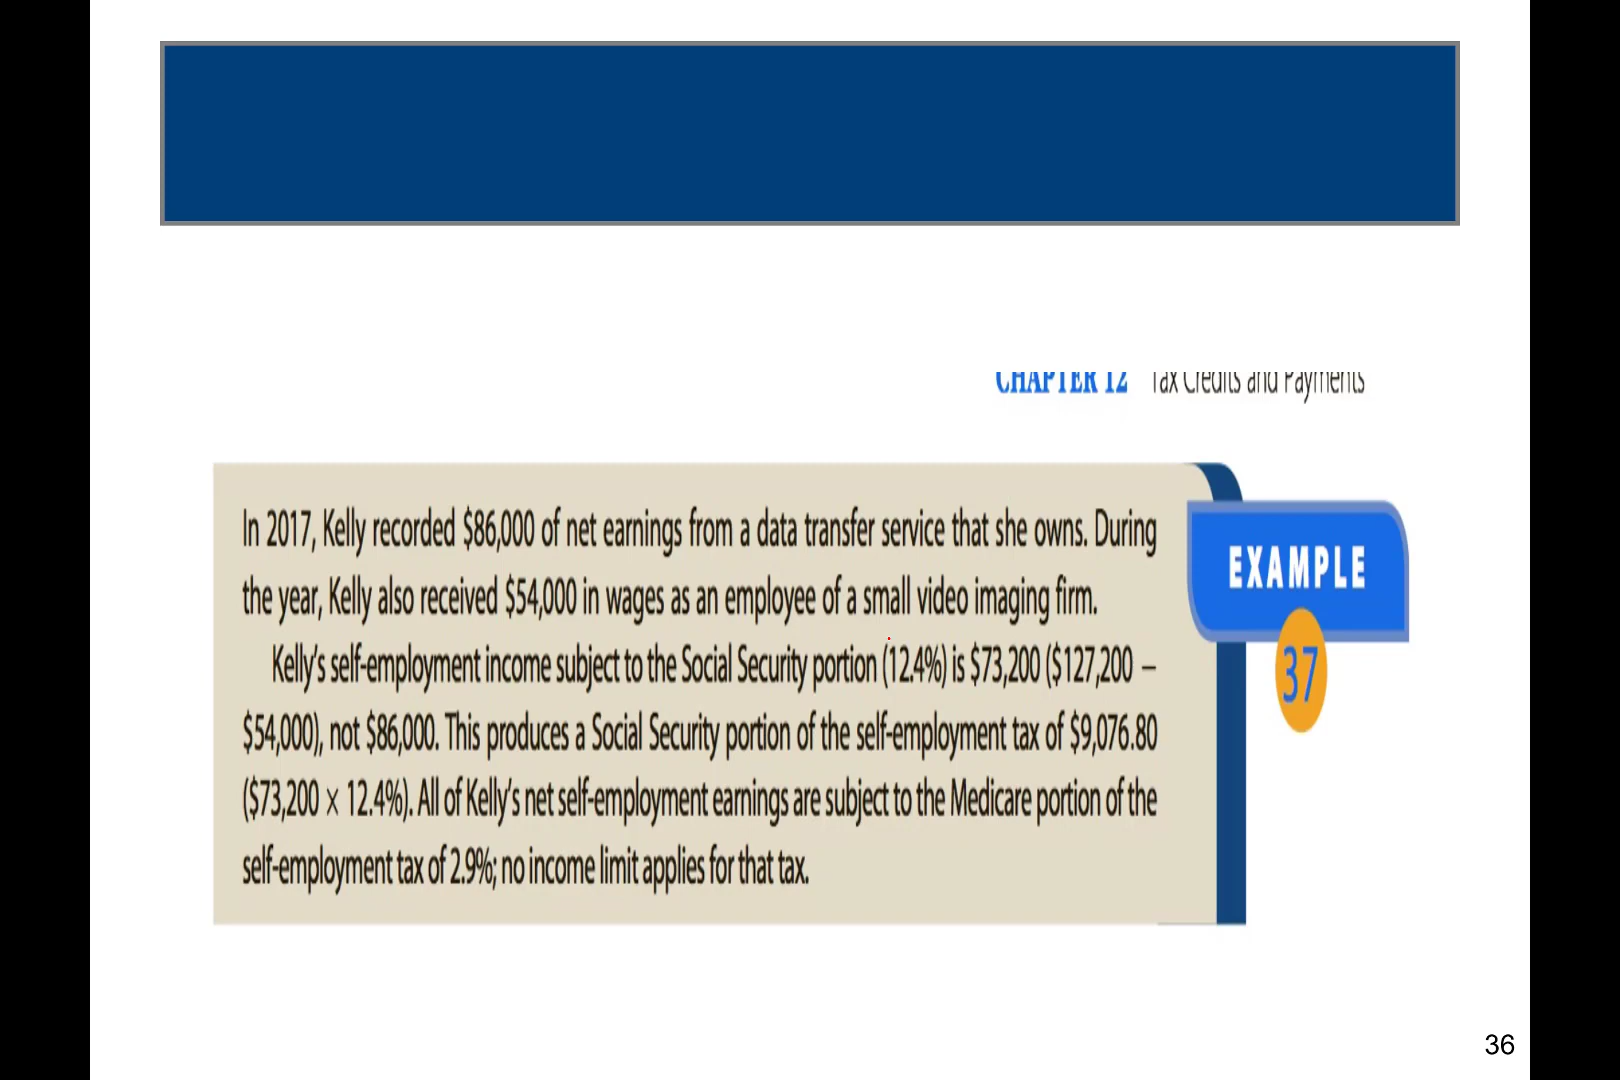 CHAPTER 12 Tax Credits and Payments
In 2017, Kelly recorded $86,000 of net earnings from a data transfer service that she owns. During
the year, Kelly also received $54,000 in wages as an employee of a small video imaging firm.
Kelly's self-employment income subject to the Social Security portion (12.4%) is $73,200 ($127,200 –
$54,000), not $86,000. This produces a Social Security portion of the self-employment tax of $9,076.80
($73,200 × 12.4%). All of Kelly's net self-employment earnings are subject to the Medicare portion of the
self-employment tax of 2.9%; no income limit applies for that tax.
EXAMPLE
37
36